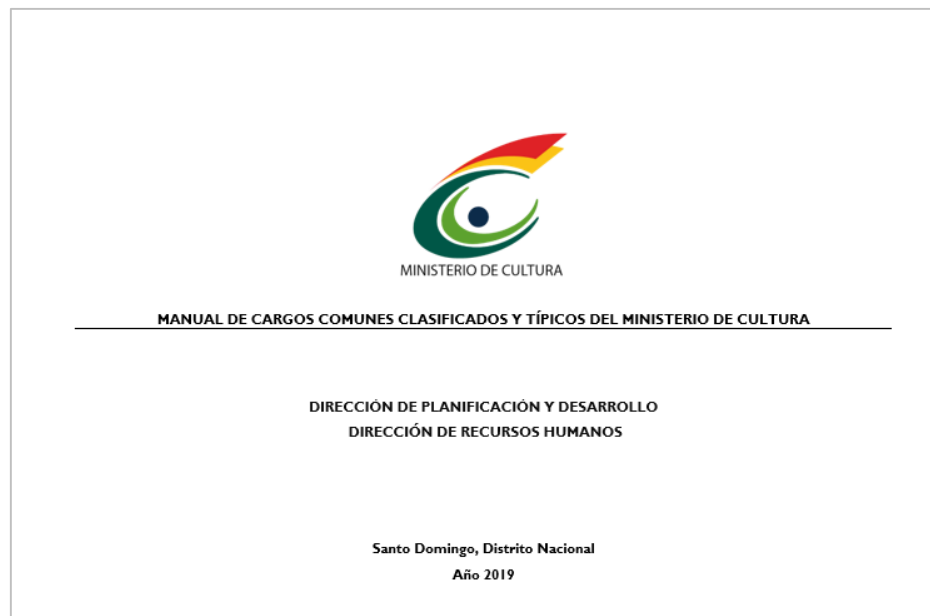 MINISTERIO DE CULTURA
MANUAL DE CARGOS COMUNES CLASIFICADOS Y TÍPICOS DEL MINISTERIO DE CULTURA
DIRECCIÓN DE PLANIFICACIÓN Y DESARROLLO
DIRECCIÓN DE RECURSOS HUMANOS
Santo Domingo, Distrito Nacional
Año 2019